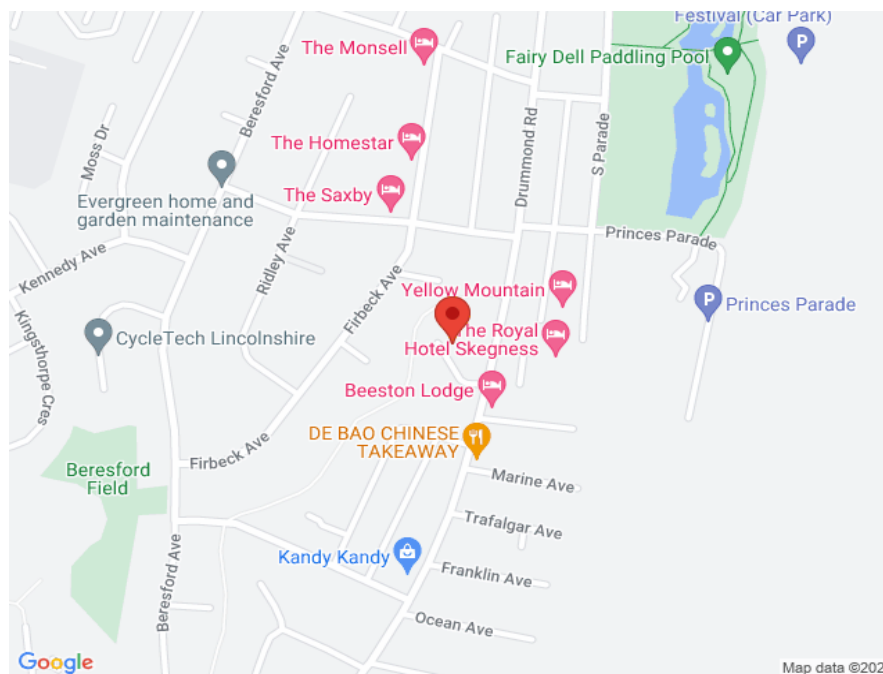 Festival (Car Park)
The Monsell
Fairy Dell Paddling Pool
Beresford Ave
Drummond Rd
S Parade
Moss Dr
The Homestar
The Saxby
Evergreen home and
garden maintenance
Princes Parade
Kennedy Ave
Ridley Ave
Firbeck Ave
Yellow Mountain
Princes Parade
Kingsthorpe Cres
CycleTech Lincolnshire
The Royal
Hotel Skegness
Beeston Lodge
DE BAO CHINESE
TAKEAWAY
Firbeck Ave
Beresford
Field
Marine Ave
Trafalgar Ave
Kandy Kandy
Beresford Ave
Franklin Ave
Ocean Ave
Google
Map data ©202